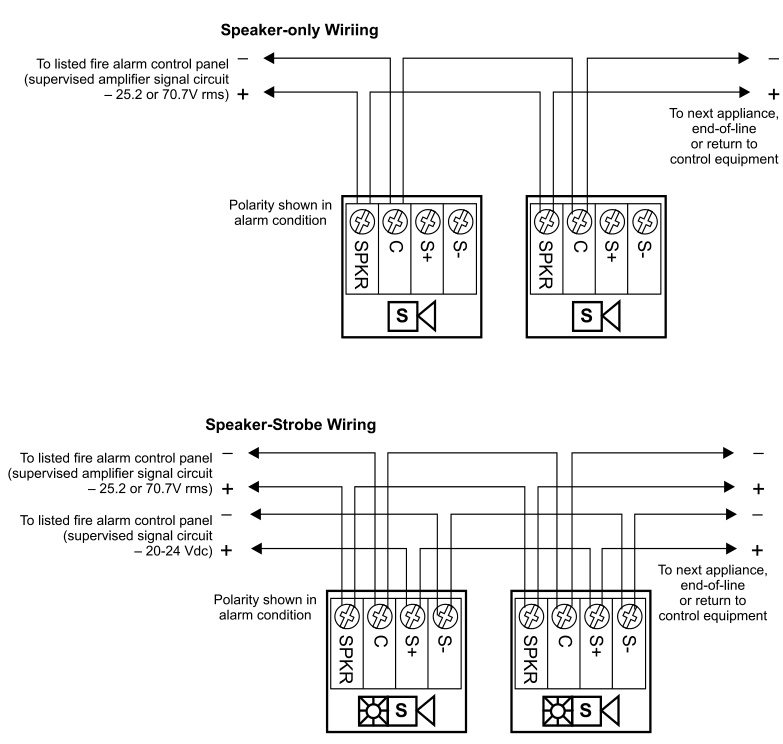 Speaker-only Wiriing
To listed fire alarm control panel −
(supervised amplifier signal circuit
– 25.2 or 70.7V rms) +
−
+
To next appliance,
end-of-line
or return to
control equipment
Polarity shown in
alarm condition
SPKR C S+ S-
S
SPKR C S+ S-
S
Speaker-Strobe Wiring
To listed fire alarm control panel −
(supervised amplifier signal circuit
– 25.2 or 70.7V rms) +
To listed fire alarm control panel −
(supervised signal circuit
– 20-24 Vdc) +
−
+
−
+
To next appliance,
end-of-line
or return to
control equipment
Polarity shown in
alarm condition
SPKR C S+ S-
S
SPKR C S+ S-
S